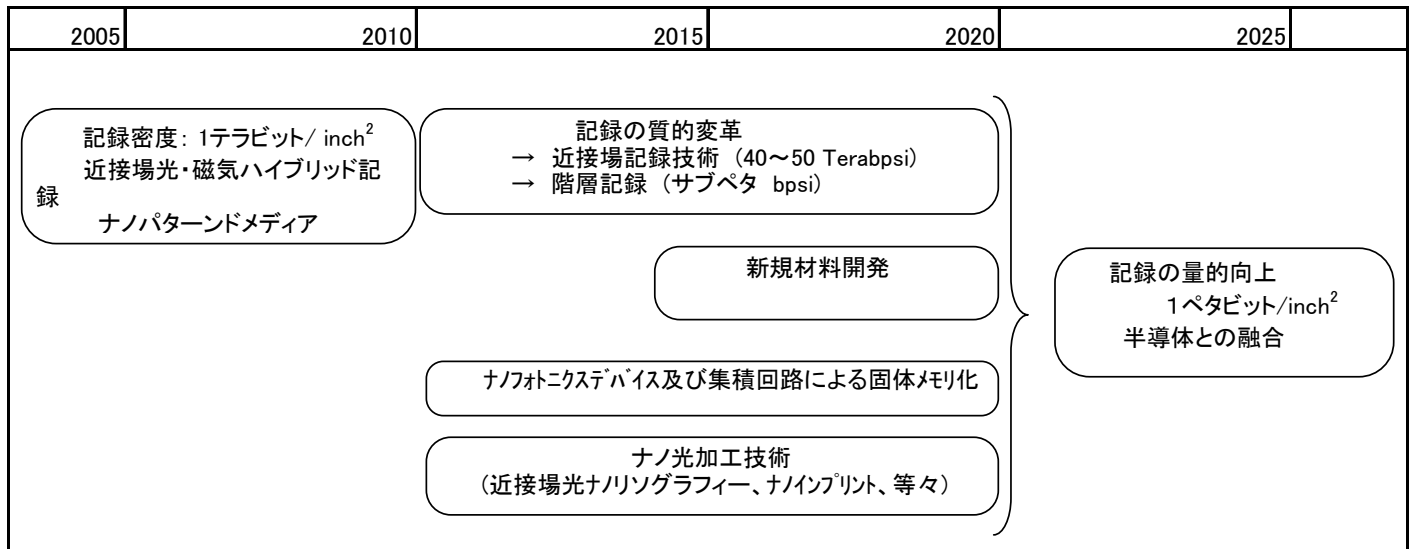 2005 2010 2015 2020 2025
記録密度： 1テラビット/ inch²
近接場光・磁気ハイブリッド記
録
ナノパターンドメディア
記録の質的変革
→ 近接場記録技術 （40～50 Terabpsi）
→ 階層記録 （サブペタ bpsi）
新規材料開発
記録の量的向上
１ペタビット/inch²
半導体との融合
ﾅﾉﾌｫﾄﾆｸｽﾃﾞﾊﾞｲｽ及び集積回路による固体ﾒﾓﾘ化
ナノ光加工技術
（近接場光ナノリソグラフィー、ﾅﾉｲﾝﾌﾟﾘﾝﾄ、等々）